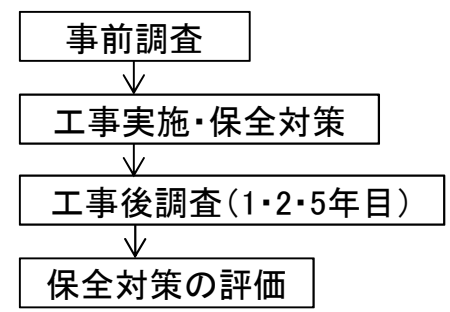 事前調査
工事実施・保全対策
工事後調査（1・2・5年目）
保全対策の評価